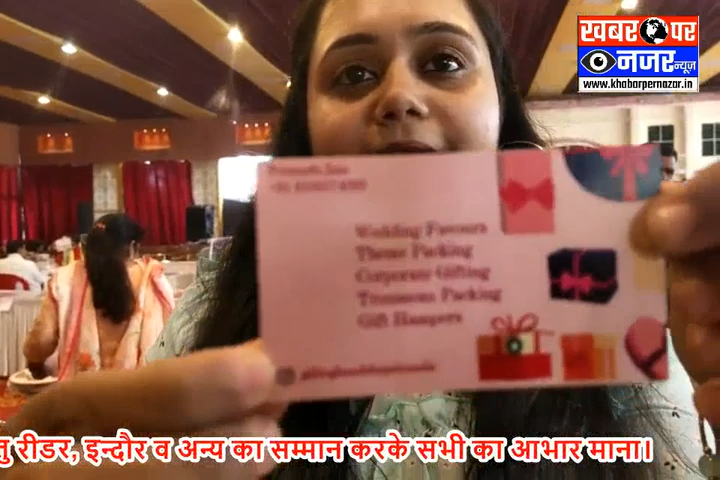 खबर पर
नजर न्यूज़
www.khabarpernazar.in
Wedding Favours
Theme Packing
Corporate Gifting
Trousseau Packing
Gift Hampers
रीडर, इन्दौर व अन्य का सम्मान करके सभी का आभार माना।